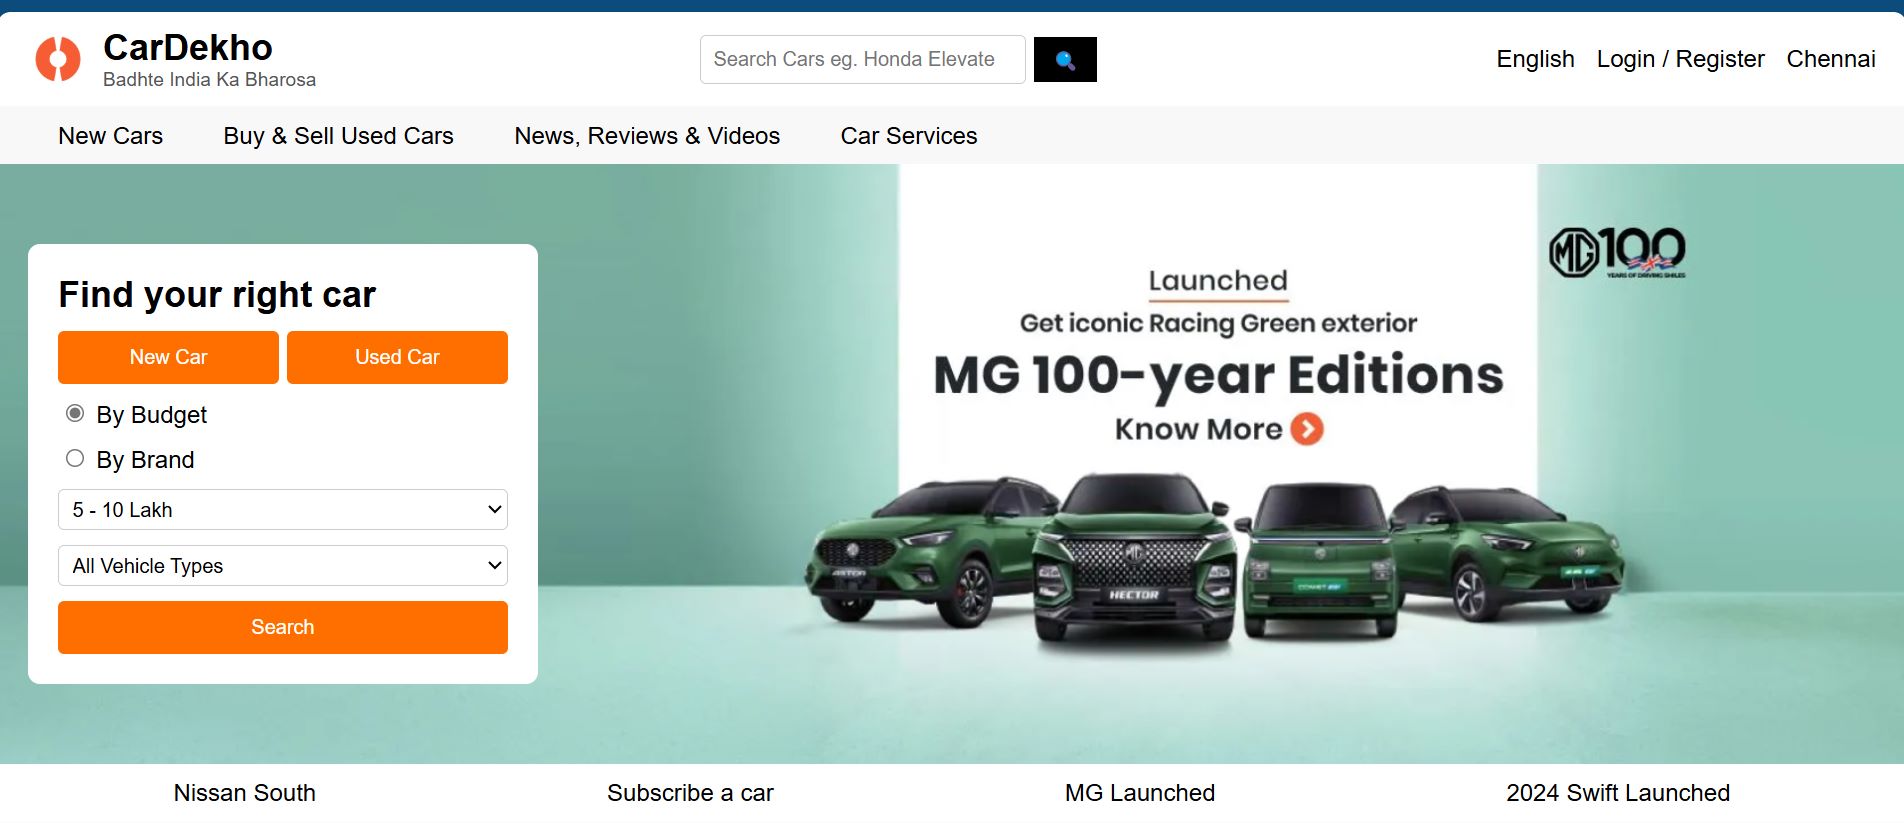 CarDekho
Badhte India Ka Bharosa
Search Cars eg. Honda Elevate
English Login / Register Chennai
New Cars Buy & Sell Used Cars News, Reviews & Videos Car Services
Find your right car
New Car Used Car
By Budget
By Brand
5 - 10 Lakh
All Vehicle Types
Search
Launched
Get iconic Racing Green exterior
MG 100-year Editions
Know More
MG 100
YEARS OF DRIVING SMILES
ASTOR
MG
HECTOR
COMET
Nissan South Subscribe a car MG Launched 2024 Swift Launched